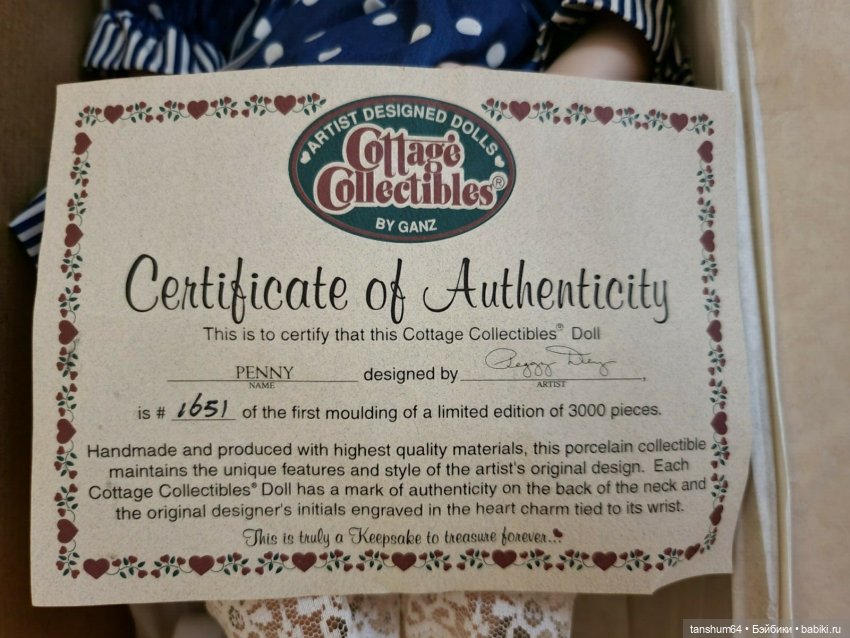 ARTIST DESIGNED DOLLS
Cottage
Collectibles®
BY GANZ
Certificate of Authenticity
This is to certify that this Cottage Collectibles® Doll
PENNY designed by Peggy Dey,
NAME ARTIST
is # 1651 of the first moulding of a limited edition of 3000 pieces.
Handmade and produced with highest quality materials, this porcelain collectible
maintains the unique features and style of the artist's original design. Each
Cottage Collectibles® Doll has a mark of authenticity on the back of the neck and
the original designer's initials engraved in the heart charm tied to its wrist.
This is truly a Keepsake to treasure forever...
tanshum64 • Бэйбики • babiki.ru